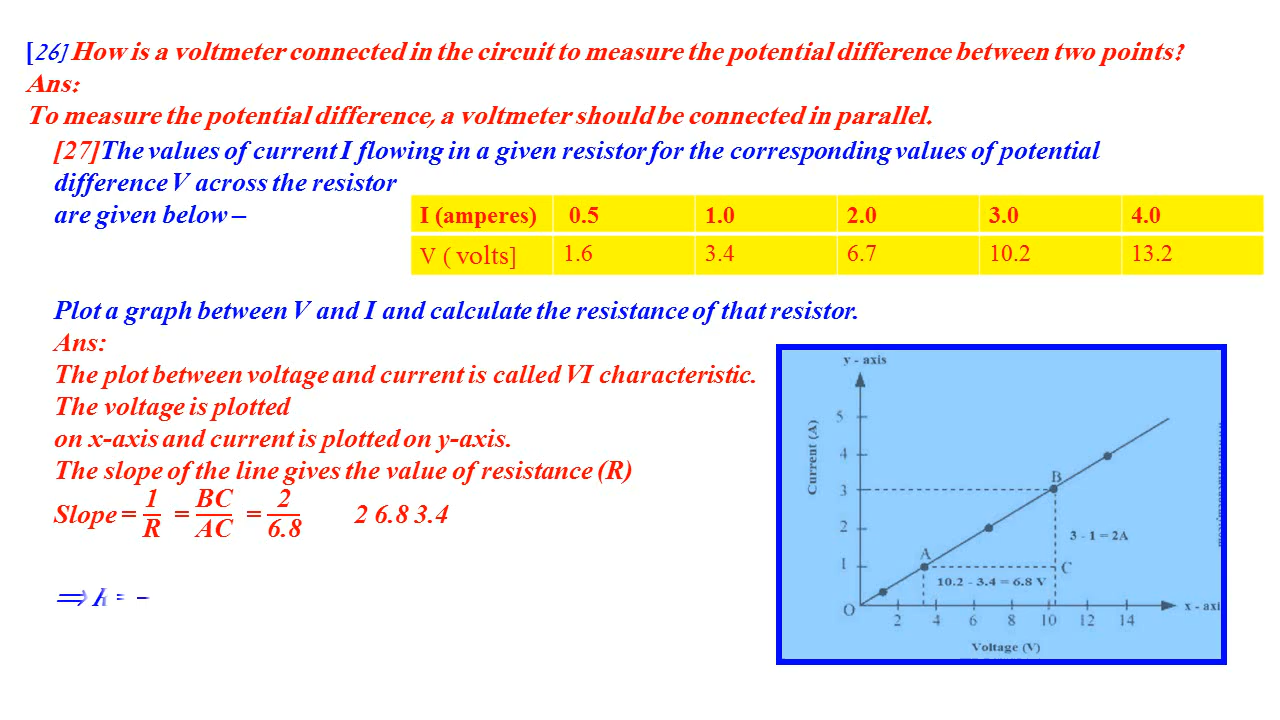 [26] How is a voltmeter connected in the circuit to measure the potential difference between two points?
Ans:
To measure the potential difference, a voltmeter should be connected in parallel.
[27]The values of current I flowing in a given resistor for the corresponding values of potential
difference V across the resistor
are given below –
I (amperes) 0.5 1.0 2.0 3.0 4.0
V ( volts] 1.6 3.4 6.7 10.2 13.2
Plot a graph between V and I and calculate the resistance of that resistor.
Ans:
The plot between voltage and current is called VI characteristic.
The voltage is plotted
on x-axis and current is plotted on y-axis.
The slope of the line gives the value of resistance (R)
Slope = 1/R = BC/AC = 2/6.8 2 6.8 3.4
⟹
y - axis
Current (A)
5
4
3
2
1
O
B
A
C
3 - 1 = 2A
10.2 - 3.4 = 6.8 V
x - axi
2 4 6 8 10 12 14
Voltage (V)